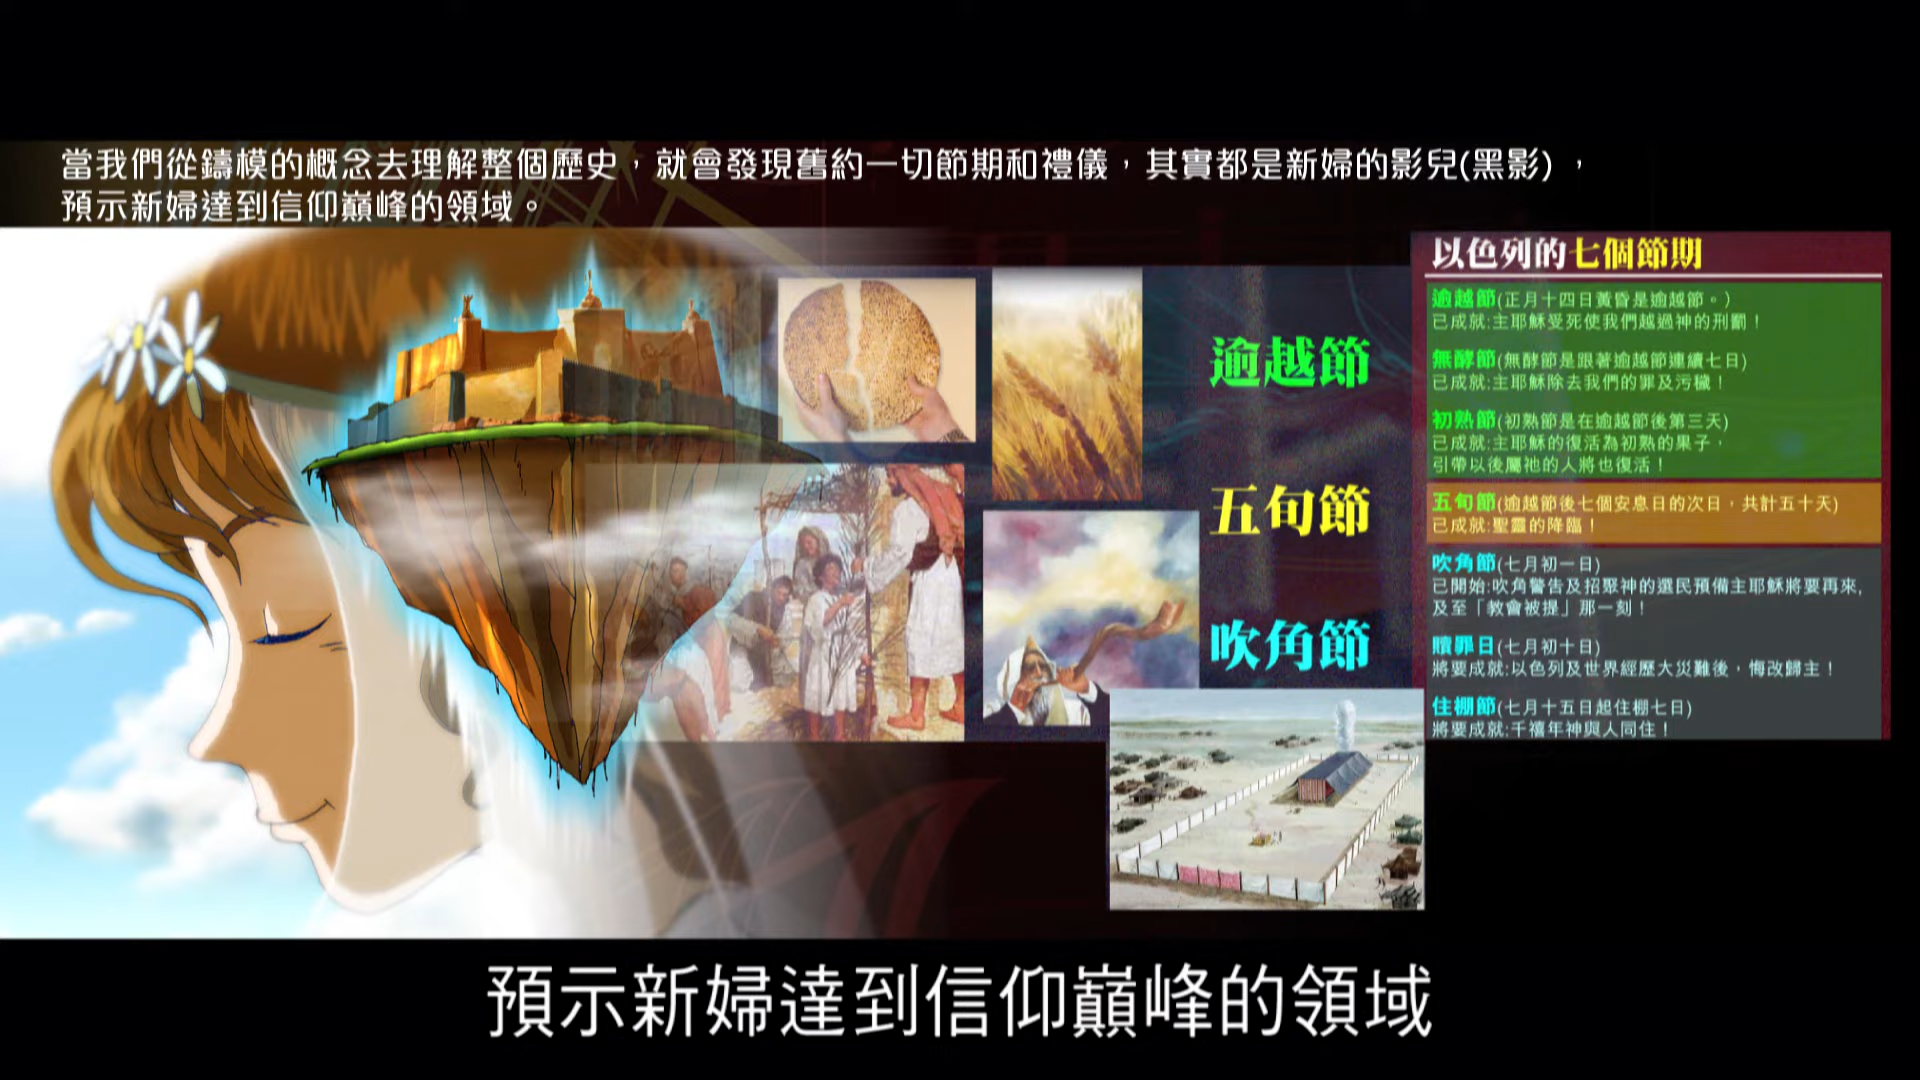 當我們從鑄模的概念去理解整個歷史，就會發現舊約一切節期和禮儀，其實都是新婦的影兒(黑影)，
預示新婦達到信仰巔峰的領域。
逾越節
五旬節
吹角節
以色列的七個節期
逾越節(正月十四日黃昏是逾越節。)
已成就:主耶穌受死使我們越過神的刑罰！
無酵節(無酵節是跟著逾越節連續七日)
已成就:主耶穌除去我們的罪及污穢！
初熟節(初熟節是在逾越節後第三天)
已成就:主耶穌的復活為初熟的果子，
引帶以後屬祂的人將也復活！
五旬節(逾越節後七個安息日的次日，共計五十天)
已成就:聖靈的降臨！
吹角節(七月初一日)
已開始:吹角警告及招聚神的選民預備主耶穌將要再來,
及至「教會被提」那一刻！
贖罪日(七月初十日)
將要成就:以色列及世界經歷大災難後，悔改歸主！
住棚節(七月十五日起住棚七日)
將要成就:千禧年神與人同住！
預示新婦達到信仰巔峰的領域